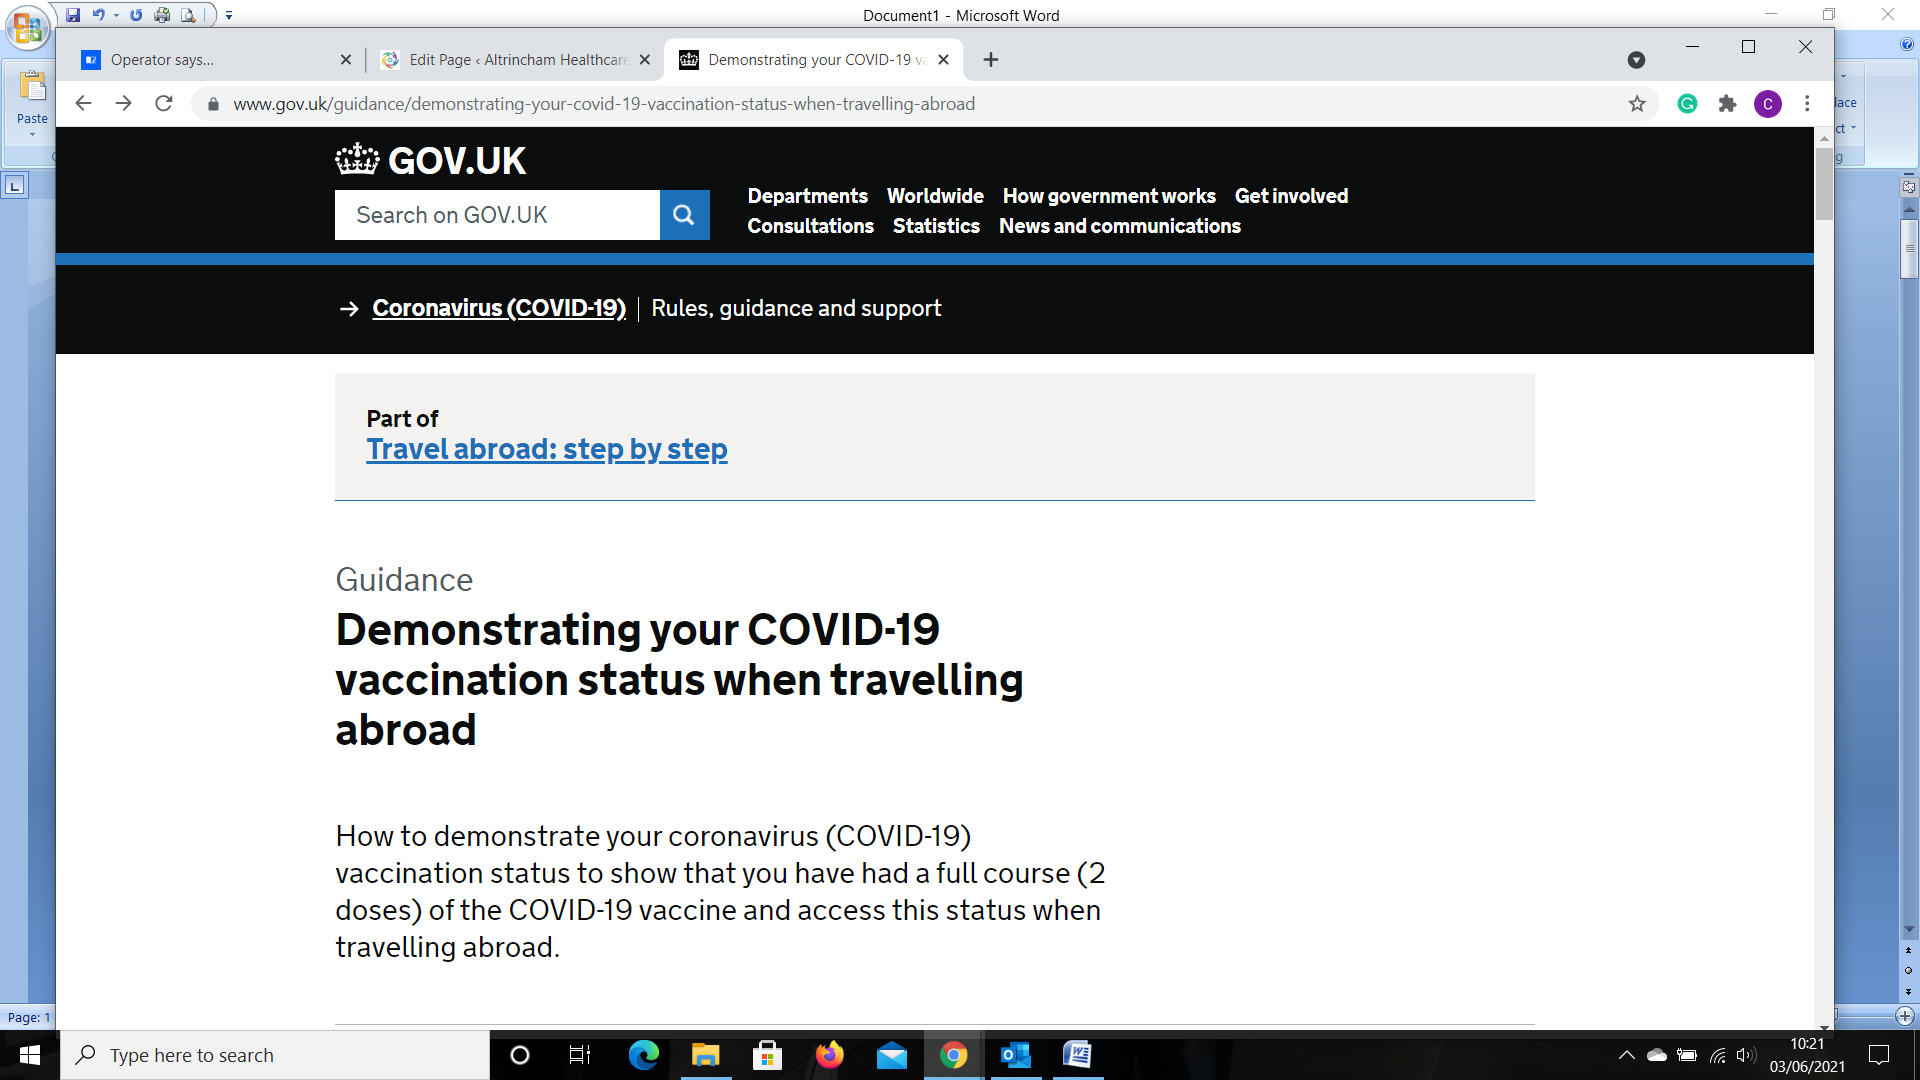 Document1 - Microsoft Word
Operator says...
Edit Page ‹ Altrincham Healthcare
Demonstrating your COVID-19 va
www.gov.uk/guidance/demonstrating-your-covid-19-vaccination-status-when-travelling-abroad
C
Paste
lace
ct
g
GOV.UK
Search on GOV.UK
Departments Worldwide How government works Get involved
Consultations Statistics News and communications
→ Coronavirus (COVID-19) | Rules, guidance and support
Part of
Travel abroad: step by step
Guidance
Demonstrating your COVID-19
vaccination status when travelling
abroad
How to demonstrate your coronavirus (COVID-19)
vaccination status to show that you have had a full course (2
doses) of the COVID-19 vaccine and access this status when
travelling abroad.
Page: 1
Type here to search
10:21
03/06/2021